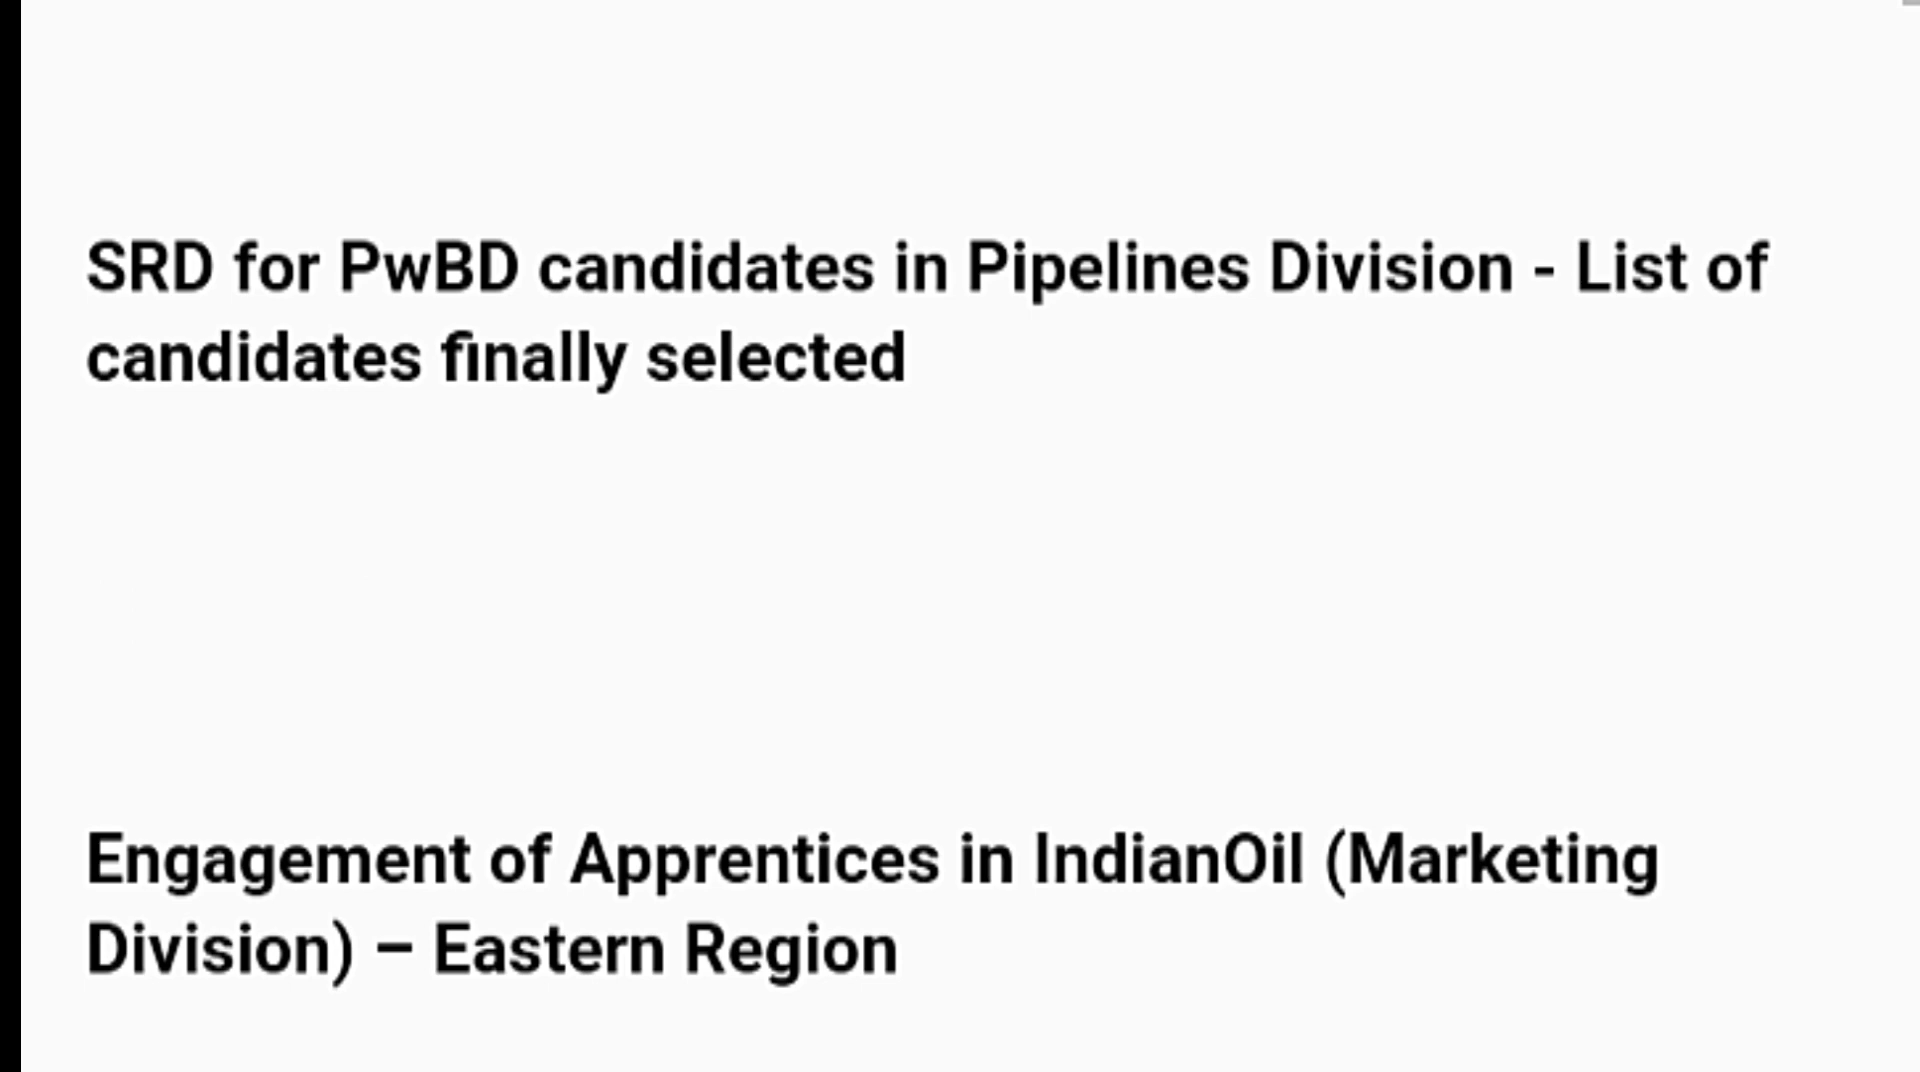 SRD for PwBD candidates in Pipelines Division - List of
candidates finally selected
Engagement of Apprentices in IndianOil (Marketing
Division) – Eastern Region